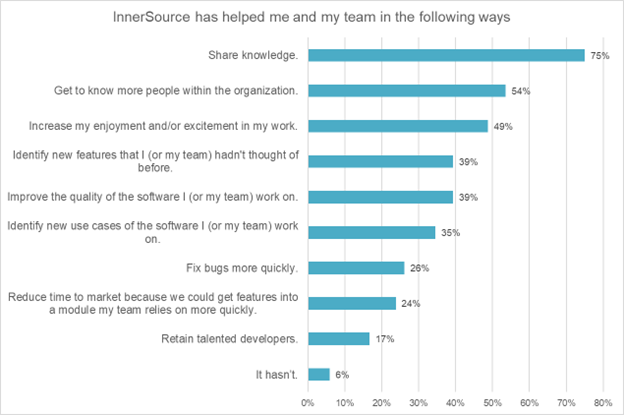 InnerSource has helped me and my team in the following ways
Share knowledge.
75%
Get to know more people within the organization.
54%
Increase my enjoyment and/or excitement in my work.
49%
Identify new features that I (or my team) hadn't thought of
before.
39%
Improve the quality of the software I (or my team) work on.
39%
Identify new use cases of the software I (or my team) work
on.
35%
Fix bugs more quickly.
26%
Reduce time to market because we could get features into
a module my team relies on more quickly.
24%
Retain talented developers.
17%
It hasn't.
6%
0% 10% 20% 30% 40% 50% 60% 70% 80%